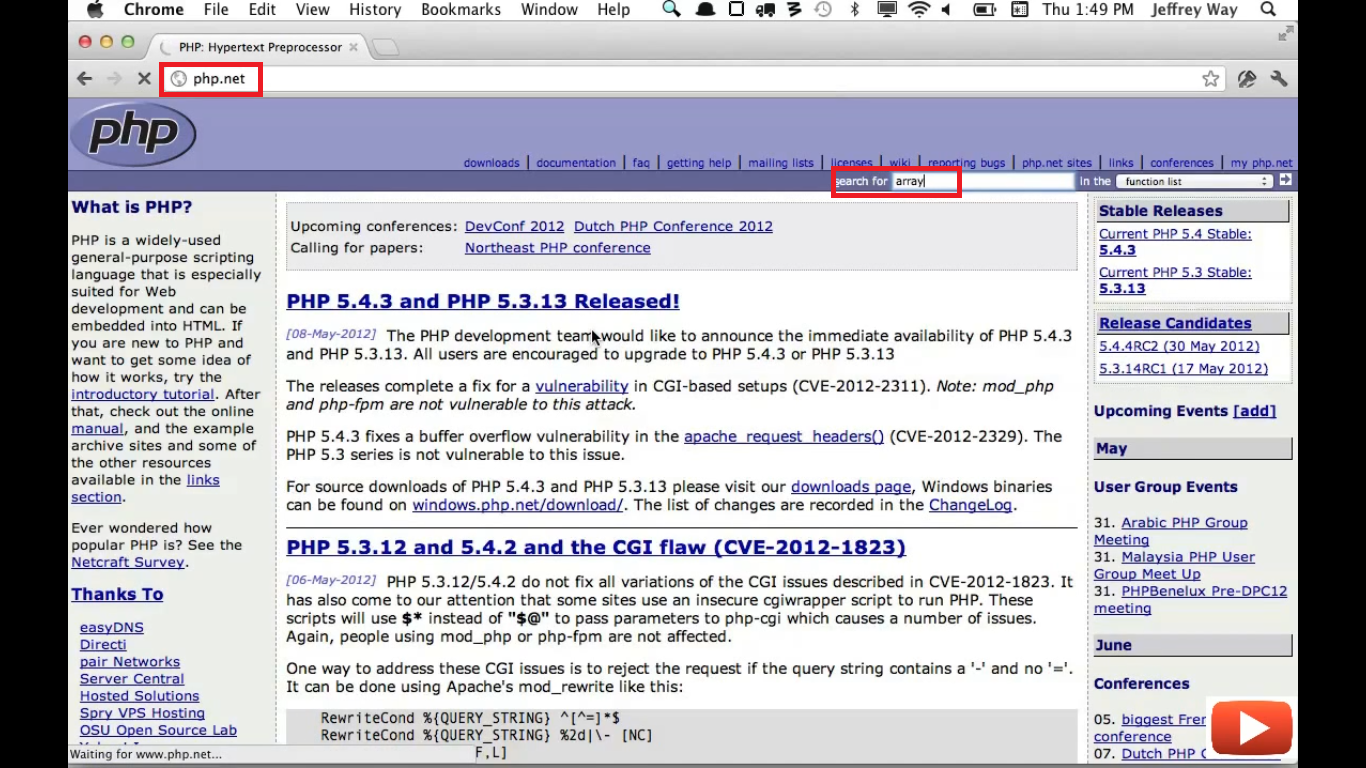 Chrome File Edit View History Bookmarks Window Help Thu 1:49 PM Jeffrey Way
PHP: Hypertext Preprocessor
php.net
php
downloads | documentation | faq | getting help | mailing lists | licenses | wiki | reporting bugs | php.net sites | links | conferences | my php.net
search for array in the function list
What is PHP?
PHP is a widely-used
general-purpose scripting
language that is especially
suited for Web
development and can be
embedded into HTML. If
you are new to PHP and
want to get some idea of
how it works, try the
introductory tutorial. After
that, check out the online
manual, and the example
archive sites and some of
the other resources
available in the links
section.
Ever wondered how
popular PHP is? See the
Netcraft Survey.
Thanks To
easyDNS
Directi
pair Networks
Server Central
Hosted Solutions
Spry VPS Hosting
OSU Open Source Lab
Waiting for www.php.net...
Upcoming conferences: DevConf 2012 Dutch PHP Conference 2012
Calling for papers: Northeast PHP conference
PHP 5.4.3 and PHP 5.3.13 Released!
[08-May-2012] The PHP development team would like to announce the immediate availability of PHP 5.4.3
and PHP 5.3.13. All users are encouraged to upgrade to PHP 5.4.3 or PHP 5.3.13
The releases complete a fix for a vulnerability in CGI-based setups (CVE-2012-2311). Note: mod_php
and php-fpm are not vulnerable to this attack.
PHP 5.4.3 fixes a buffer overflow vulnerability in the apache_request_headers() (CVE-2012-2329). The
PHP 5.3 series is not vulnerable to this issue.
For source downloads of PHP 5.4.3 and PHP 5.3.13 please visit our downloads page, Windows binaries
can be found on windows.php.net/download/. The list of changes are recorded in the ChangeLog.
PHP 5.3.12 and 5.4.2 and the CGI flaw (CVE-2012-1823)
[06-May-2012] PHP 5.3.12/5.4.2 do not fix all variations of the CGI issues described in CVE-2012-1823. It
has also come to our attention that some sites use an insecure cgiwrapper script to run PHP. These
scripts will use $* instead of "$@" to pass parameters to php-cgi which causes a number of issues.
Again, people using mod_php or php-fpm are not affected.
One way to address these CGI issues is to reject the request if the query string contains a '-' and no '='.
It can be done using Apache's mod_rewrite like this:
RewriteCond %{QUERY_STRING} ^[^=]*$
RewriteCond %{QUERY_STRING} %2d|\- [NC]
F,L]
Stable Releases
Current PHP 5.4 Stable:
5.4.3
Current PHP 5.3 Stable:
5.3.13
Release Candidates
5.4.4RC2 (30 May 2012)
5.3.14RC1 (17 May 2012)
Upcoming Events [add]
May
User Group Events
31. Arabic PHP Group
Meeting
31. Malaysia PHP User
Group Meet Up
31. PHPBenelux Pre-DPC12
meeting
June
Conferences
05. biggest Fren
conference
07. Dutch PHP C